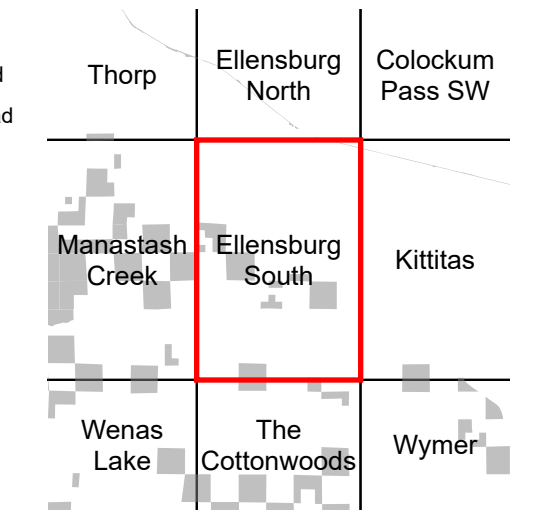 Thorp
Ellensburg
North
Colockum
Pass SW
Manastash
Creek
Ellensburg
South
Kittitas
Wenas
Lake
The
Cottonwoods
Wymer